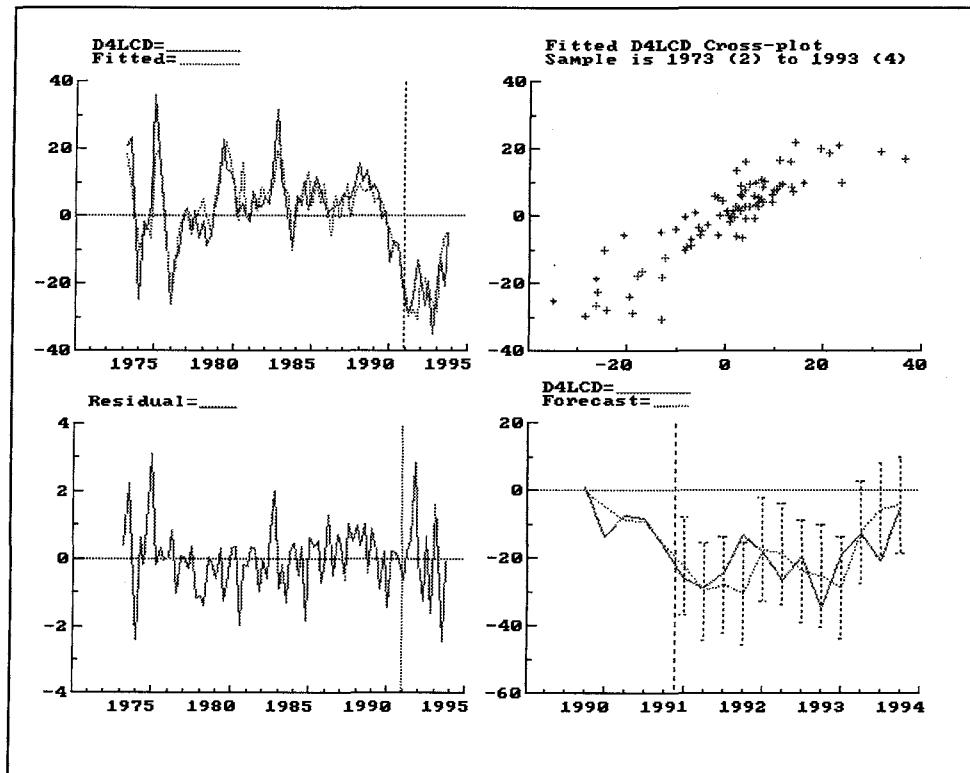 D4LCD=
Fitted=
40
20
0
-20
-40
1975 1980 1985 1990 1995
Fitted D4LCD Cross-plot
Sample is 1973 (2) to 1993 (4)
40
20
0
-20
-40
-20 0 20 40
Residual=
4
2
0
-2
-4
1975 1980 1985 1990 1995
D4LCD=
Forecast=
20
0
-20
-40
-60
1990 1991 1992 1993 1994